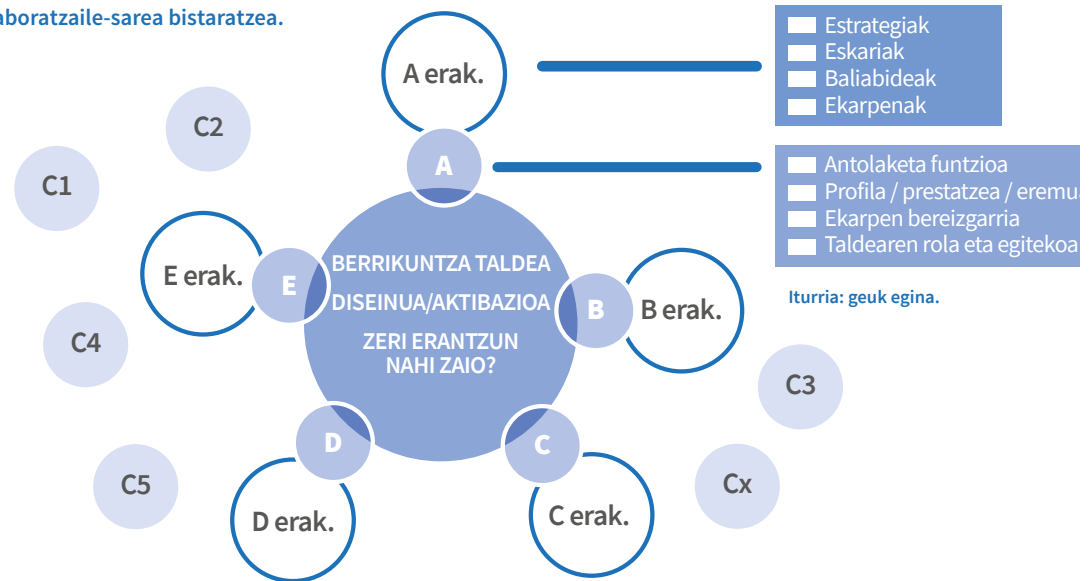 aboratzaile-sarea bistaratzea.
A erak.
Estrategiak
Eskariak
Baliabideak
Ekarpenak
C2
A
Antolaketa funtzioa
Profila / prestatzea / eremua
Ekarpen bereizgarria
Taldearen rola eta egitekoa
C1
E erak.
E
BERRIKUNTZA TALDEA
DISEINUA/AKTIBAZIOA
ZERI ERANTZUN
NAHI ZAIO?
B
B erak.
Iturria: geuk egina.
C4
C3
D
C
C5
Cx
D erak.
C erak.